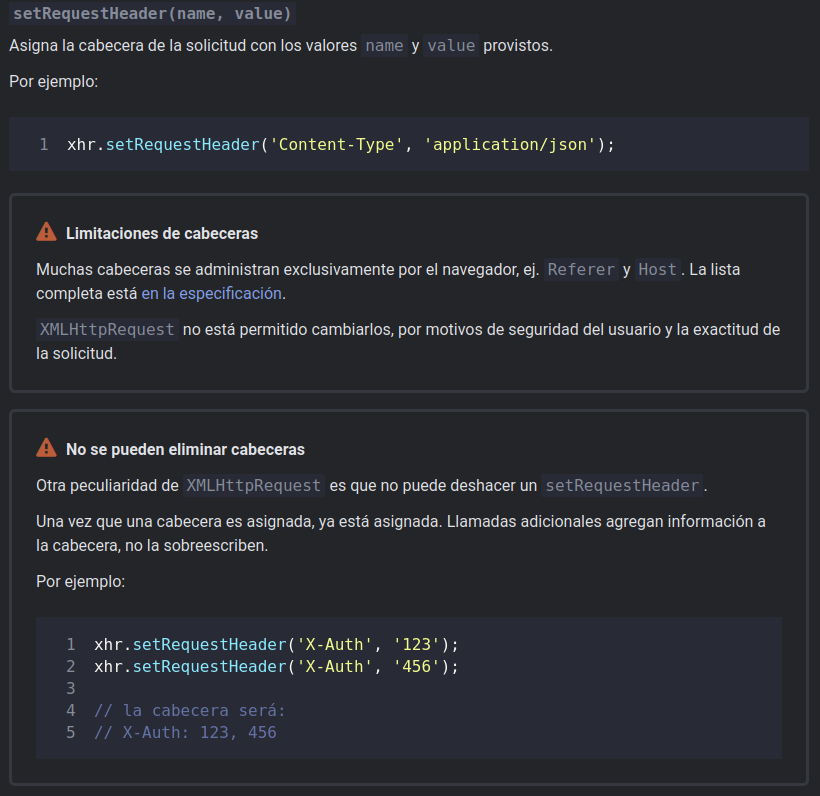 setRequestHeader(name, value)
Asigna la cabecera de la solicitud con los valores name y value provistos.
Por ejemplo:
1 xhr.setRequestHeader('Content-Type', 'application/json');
Limitaciones de cabeceras
Muchas cabeceras se administran exclusivamente por el navegador, ej. Referer y Host. La lista
completa está en la especificación.
XMLHttpRequest no está permitido cambiarlos, por motivos de seguridad del usuario y la exactitud de
la solicitud.
No se pueden eliminar cabeceras
Otra peculiaridad de XMLHttpRequest es que no puede deshacer un setRequestHeader.
Una vez que una cabecera es asignada, ya está asignada. Llamadas adicionales agregan información a
la cabecera, no la sobreescriben.
Por ejemplo:
1 xhr.setRequestHeader('X-Auth', '123');
2 xhr.setRequestHeader('X-Auth', '456');
3
4 // la cabecera será:
5 // X-Auth: 123, 456